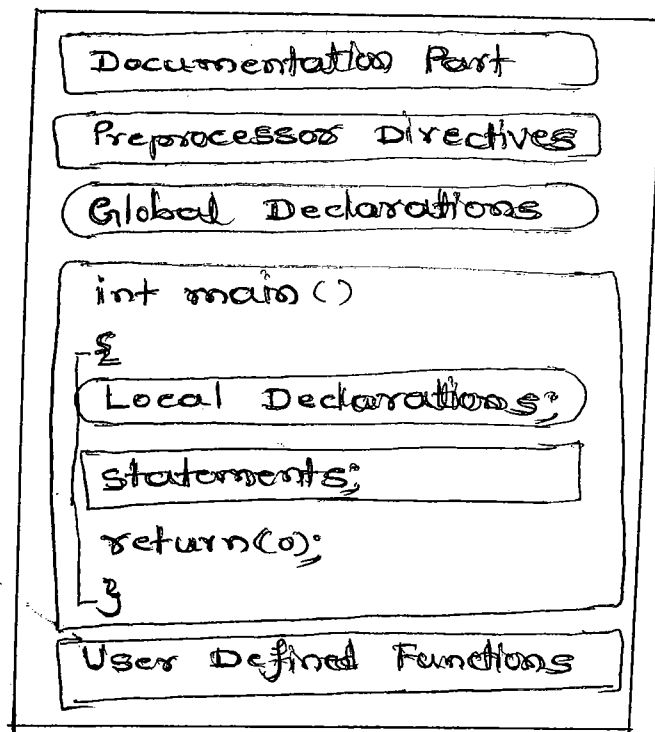 Documentation Part
Preprocessor Directives
Global Declarations
int main ()
{
Local Declarations;
statements;
return(0);
}
User Defined Functions